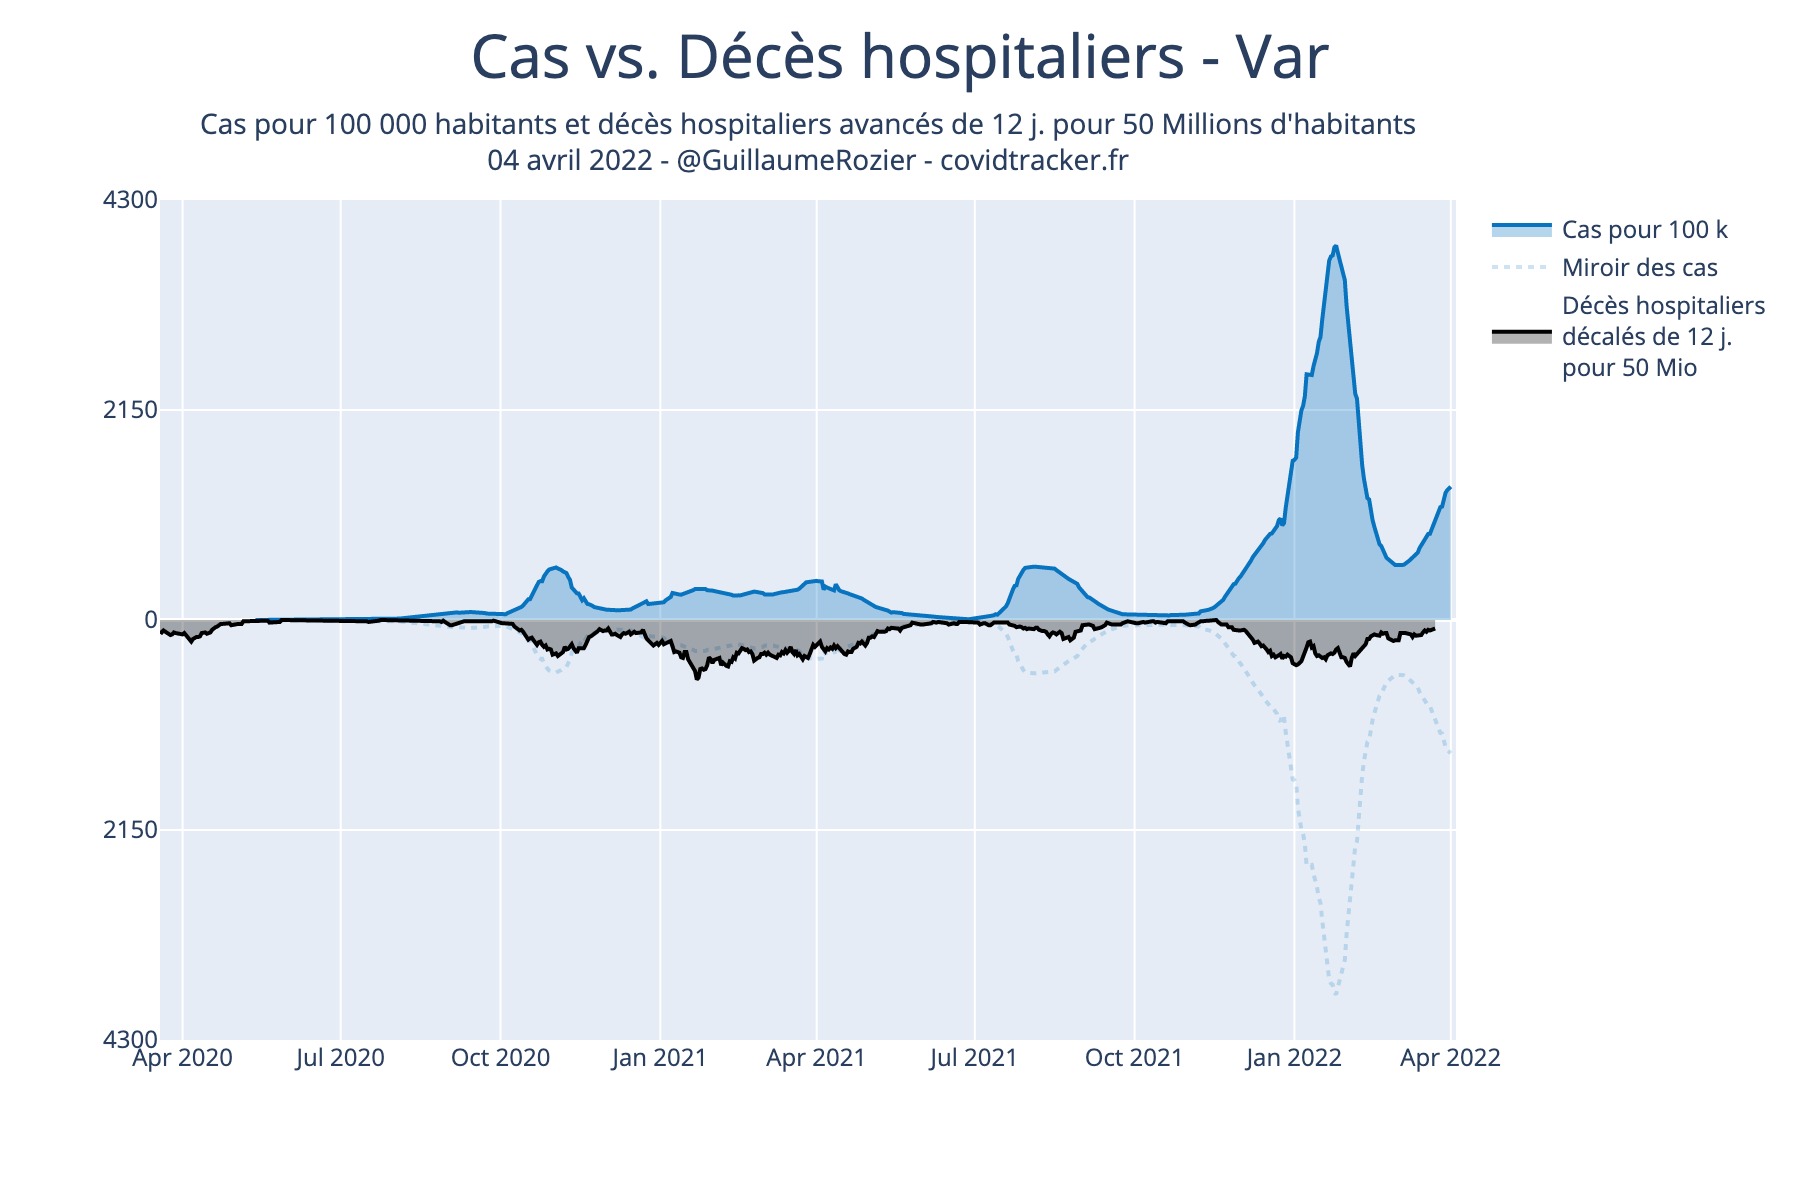 Cas vs. Décès hospitaliers - Var
Cas pour 100 000 habitants et décès hospitaliers avancés de 12 j. pour 50 Millions d'habitants
04 avril 2022 - @GuillaumeRozier - covidtracker.fr
4300
2150
0
2150
4300
Apr 2020
Jul 2020
Oct 2020
Jan 2021
Apr 2021
Jul 2021
Oct 2021
Jan 2022
Apr 2022
Cas pour 100 k
Miroir des cas
Décès hospitaliers
décalés de 12 j.
pour 50 Mio